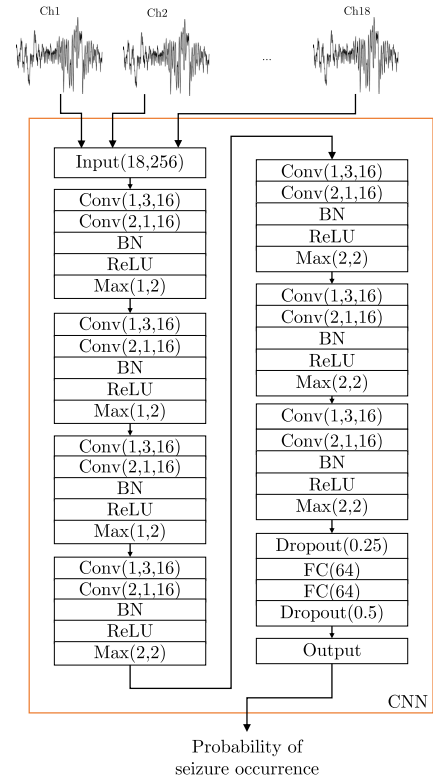 Ch1
Ch2
...
Ch18
Input(18,256)
Conv(1,3,16)
Conv(2,1,16)
BN
ReLU
Max(1,2)
Conv(1,3,16)
Conv(2,1,16)
BN
ReLU
Max(1,2)
Conv(1,3,16)
Conv(2,1,16)
BN
ReLU
Max(1,2)
Conv(1,3,16)
Conv(2,1,16)
BN
ReLU
Max(2,2)
Conv(1,3,16)
Conv(2,1,16)
BN
ReLU
Max(2,2)
Conv(1,3,16)
Conv(2,1,16)
BN
ReLU
Max(2,2)
Conv(1,3,16)
Conv(2,1,16)
BN
ReLU
Max(2,2)
Dropout(0.25)
FC(64)
FC(64)
Dropout(0.5)
Output
CNN
Probability of
seizure occurrence